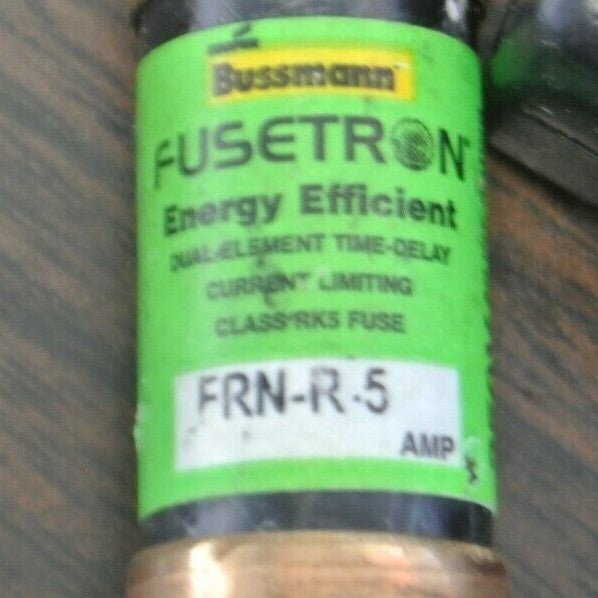 Bussmann
FUSETRON
Energy Efficient
DUAL-ELEMENT TIME-DELAY
CURRENT LIMITING
CLASS RK5 FUSE
FRN-R-5
AMP